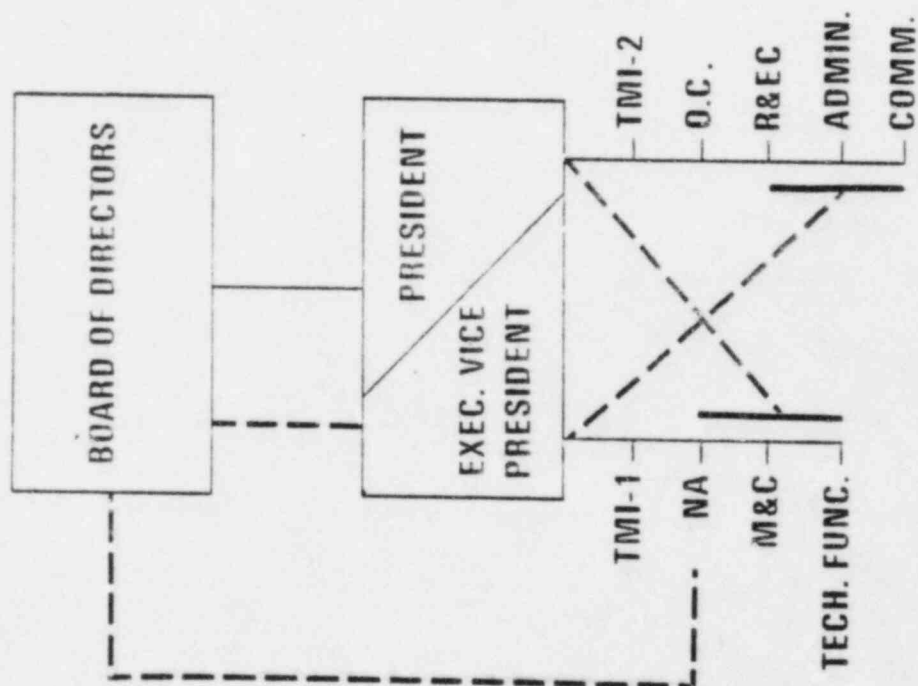 BOARD OF DIRECTORS
PRESIDENT
EXEC. VICE
PRESIDENT
TMI-1
NA
M&C
TECH. FUNC.
TMI-2
O.C.
R&EC
ADMIN.
COMM.